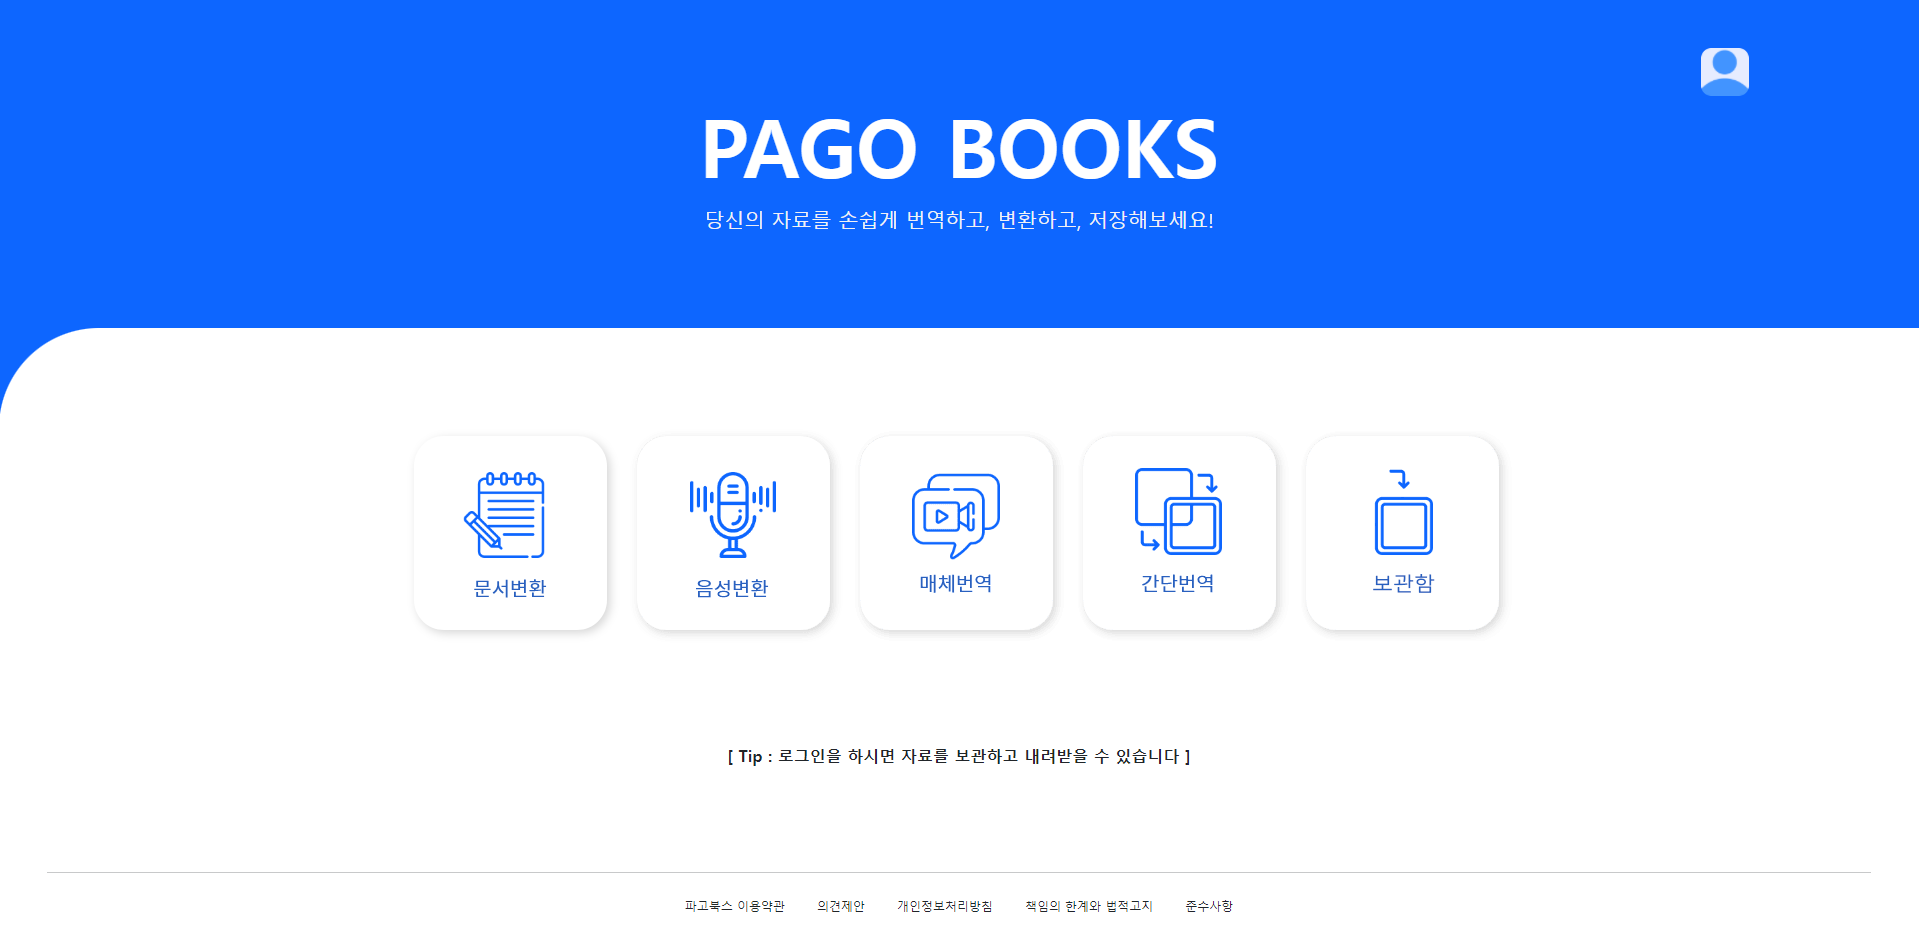 PAGO BOOKS
당신의 자료를 손쉽게 번역하고, 변환하고, 저장해보세요!
문서변환
음성변환
매체번역
간단번역
보관함
[ Tip : 로그인을 하시면 자료를 보관하고 내려받을 수 있습니다 ]
파고북스 이용약관 의견제안 개인정보처리방침 책임의 한계와 법적고지 준수사항